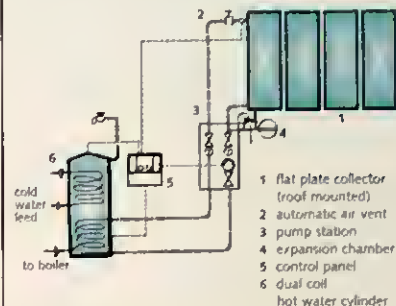 2
1
3
4
6
5
cold
water
feed
to boiler
1 flat plate collector
(roof mounted)
2 automatic air vent
3 pump station
4 expansion chamber
5 control panel
6 dual coil
hot water cylinder